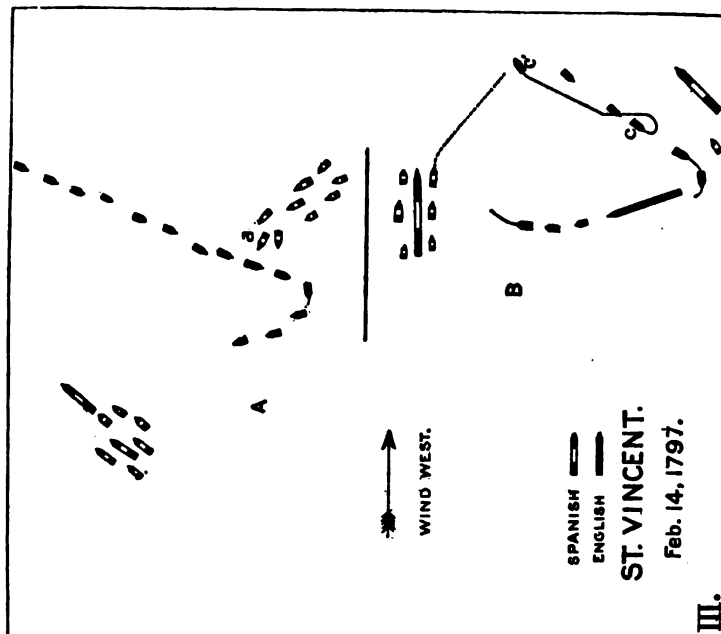 a
A
c'
c
B
WIND WEST.
SPANISH
ENGLISH
ST. VINCENT.
Feb. 14, 1797.
III.